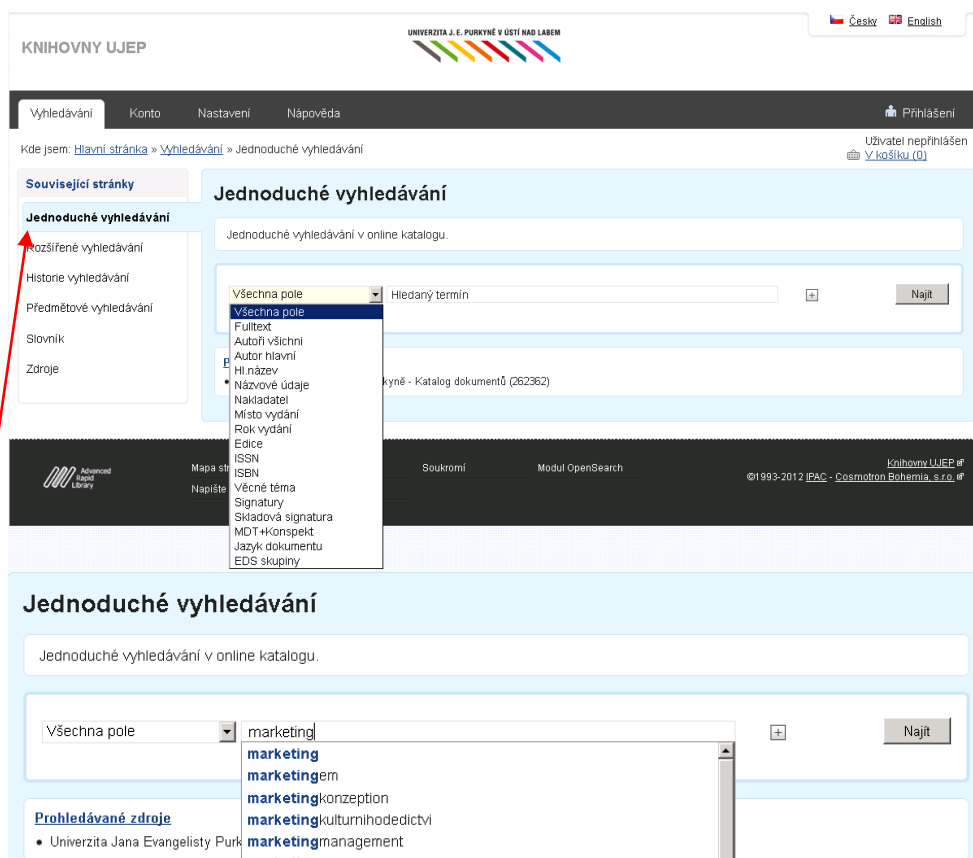 Česky English
KNIHOVNY UJEP
UNIVERZITA J. E. PURKYNĚ V ÚSTÍ NAD LABEM
Vyhledávání Konto Nastavení Nápověda Přihlášení
Kde jsem: Hlavní stránka » Vyhledávání » Jednoduché vyhledávání
Uživatel nepřihlášen
V košíku (0)
Související stránky
Jednoduché vyhledávání
Rozšířené vyhledávání
Historie vyhledávání
Předmětové vyhledávání
Slovník
Zdroje
Jednoduché vyhledávání
Jednoduché vyhledávání v online katalogu.
Všechna pole Hledaný termín + Najít
Všechna pole
Fulltext
Autoři všichni
Autor hlavní
Hl.název
Názvové údaje
Nakladatel
Místo vydání
Rok vydání
Edice
ISSN
ISBN
Věcné téma
Signatury
Skladová signatura
MDT+Konspekt
Jazyk dokumentu
EDS skupiny
P
kyně - Katalog dokumentů (262362)
Advanced
Rapid
Library
Mapa str
Napište
Soukromí Modul OpenSearch
Knihovny UJEP
©1993-2012 IPAC - Cosmotron Bohemia, s.r.o.
Jednoduché vyhledávání
Jednoduché vyhledávání v online katalogu.
Všechna pole marketing + Najít
marketing
marketingem
marketingkonzeption
marketingkulturnihodedictvi
marketingmanagement
Prohledávané zdroje
• Univerzita Jana Evangelisty Purk